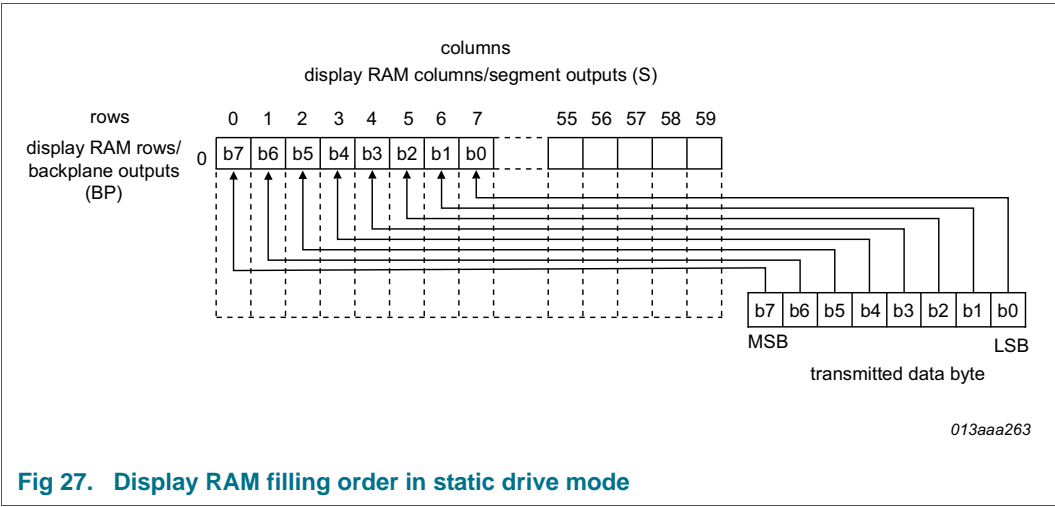 columns
display RAM columns/segment outputs (S)
rows 0 1 2 3 4 5 6 7 55 56 57 58 59
display RAM rows/
backplane outputs
(BP)
0 b7 b6 b5 b4 b3 b2 b1 b0
b7 b6 b5 b4 b3 b2 b1 b0
MSB LSB
transmitted data byte
013aaa263
Fig 27. Display RAM filling order in static drive mode